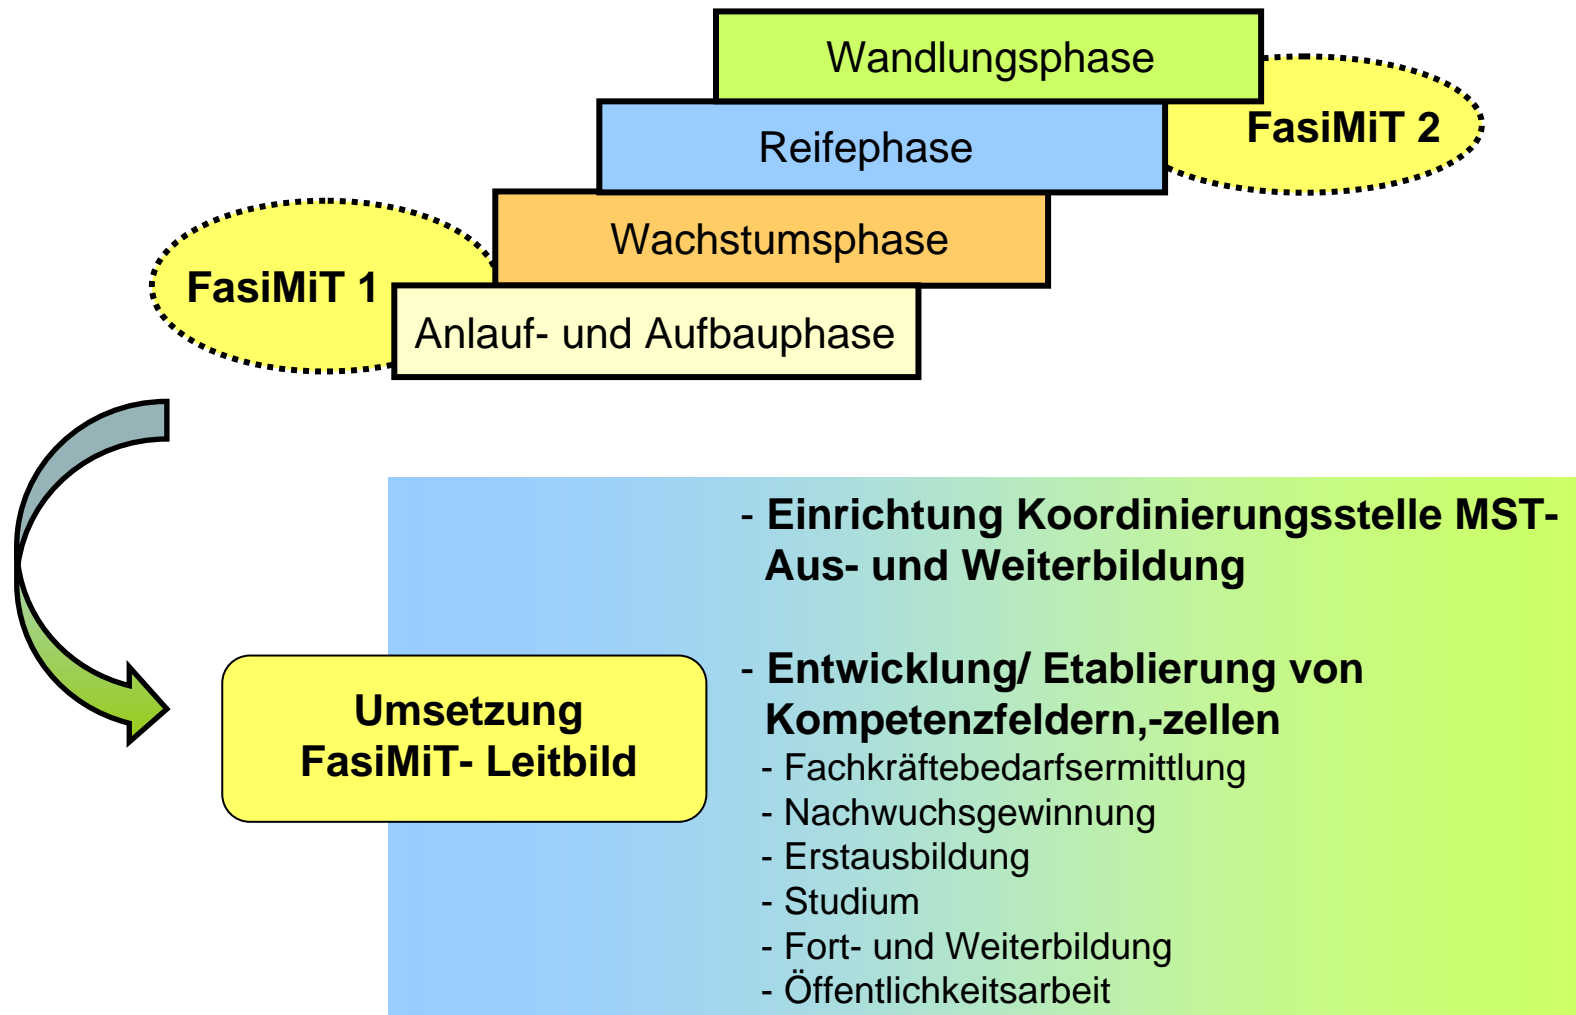 Wandlungsphase
FasiMiT 2
Reifephase
Wachstumsphase
FasiMiT 1
Anlauf- und Aufbauphase
- Einrichtung Koordinierungsstelle MST-
Aus- und Weiterbildung
- Entwicklung/ Etablierung von
Kompetenzfeldern,-zellen
- Fachkräftebedarfsermittlung
- Nachwuchsgewinnung
- Erstausbildung
- Studium
- Fort- und Weiterbildung
- Öffentlichkeitsarbeit
Umsetzung
FasiMiT- Leitbild